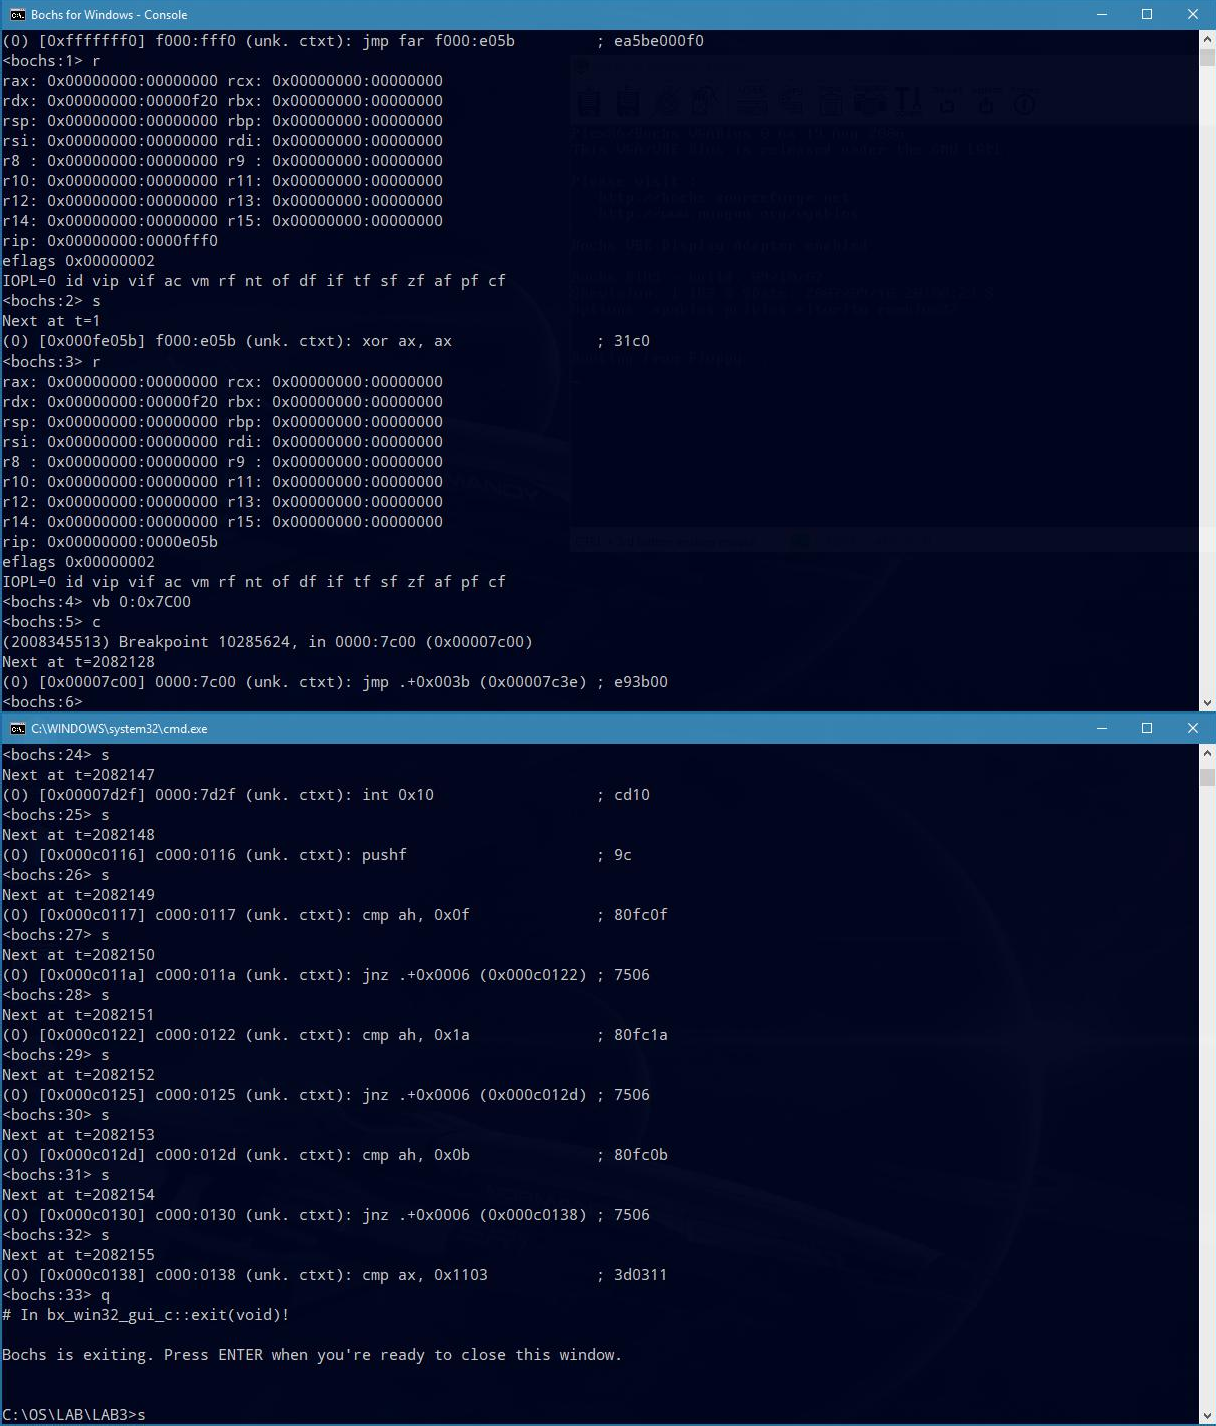 Bochs for Windows - Console
(0) [0xfffffff0] f000:fff0 (unk. ctxt): jmp far f000:e05b         ; ea5be000f0
<bochs:1> r
rax: 0x00000000:00000000 rcx: 0x00000000:00000000
rdx: 0x00000000:00000f20 rbx: 0x00000000:00000000
rsp: 0x00000000:00000000 rbp: 0x00000000:00000000
rsi: 0x00000000:00000000 rdi: 0x00000000:00000000
r8 : 0x00000000:00000000 r9 : 0x00000000:00000000
r10: 0x00000000:00000000 r11: 0x00000000:00000000
r12: 0x00000000:00000000 r13: 0x00000000:00000000
r14: 0x00000000:00000000 r15: 0x00000000:00000000
rip: 0x00000000:0000fff0
eflags 0x00000002
IOPL=0 id vip vif ac vm rf nt of df if tf sf zf af pf cf
<bochs:2> s
Next at t=1
(0) [0x000fe05b] f000:e05b (unk. ctxt): xor ax, ax                ; 31c0
<bochs:3> r
rax: 0x00000000:00000000 rcx: 0x00000000:00000000
rdx: 0x00000000:00000f20 rbx: 0x00000000:00000000
rsp: 0x00000000:00000000 rbp: 0x00000000:00000000
rsi: 0x00000000:00000000 rdi: 0x00000000:00000000
r8 : 0x00000000:00000000 r9 : 0x00000000:00000000
r10: 0x00000000:00000000 r11: 0x00000000:00000000
r12: 0x00000000:00000000 r13: 0x00000000:00000000
r14: 0x00000000:00000000 r15: 0x00000000:00000000
rip: 0x00000000:0000e05b
eflags 0x00000002
IOPL=0 id vip vif ac vm rf nt of df if tf sf zf af pf cf
<bochs:4> vb 0:0x7C00
<bochs:5> c
(2008345513) Breakpoint 10285624, in 0000:7c00 (0x00007c00)
Next at t=2082128
(0) [0x00007c00] 0000:7c00 (unk. ctxt): jmp .+0x003b (0x00007c3e) ; e93b00
<bochs:6>
C:\WINDOWS\system32\cmd.exe
<bochs:24> s
Next at t=2082147
(0) [0x00007d2f] 0000:7d2f (unk. ctxt): int 0x10                  ; cd10
<bochs:25> s
Next at t=2082148
(0) [0x000c0116] c000:0116 (unk. ctxt): pushf                     ; 9c
<bochs:26> s
Next at t=2082149
(0) [0x000c0117] c000:0117 (unk. ctxt): cmp ah, 0x0f              ; 80fc0f
<bochs:27> s
Next at t=2082150
(0) [0x000c011a] c000:011a (unk. ctxt): jnz .+0x0006 (0x000c0122) ; 7506
<bochs:28> s
Next at t=2082151
(0) [0x000c0122] c000:0122 (unk. ctxt): cmp ah, 0x1a              ; 80fc1a
<bochs:29> s
Next at t=2082152
(0) [0x000c0125] c000:0125 (unk. ctxt): jnz .+0x0006 (0x000c012d) ; 7506
<bochs:30> s
Next at t=2082153
(0) [0x000c012d] c000:012d (unk. ctxt): cmp ah, 0x0b              ; 80fc0b
<bochs:31> s
Next at t=2082154
(0) [0x000c0130] c000:0130 (unk. ctxt): jnz .+0x0006 (0x000c0138) ; 7506
<bochs:32> s
Next at t=2082155
(0) [0x000c0138] c000:0138 (unk. ctxt): cmp ax, 0x1103            ; 3d0311
<bochs:33> q
# In bx_win32_gui_c::exit(void)!
Bochs is exiting. Press ENTER when you're ready to close this window.
C:\OS\LAB\LAB3>s